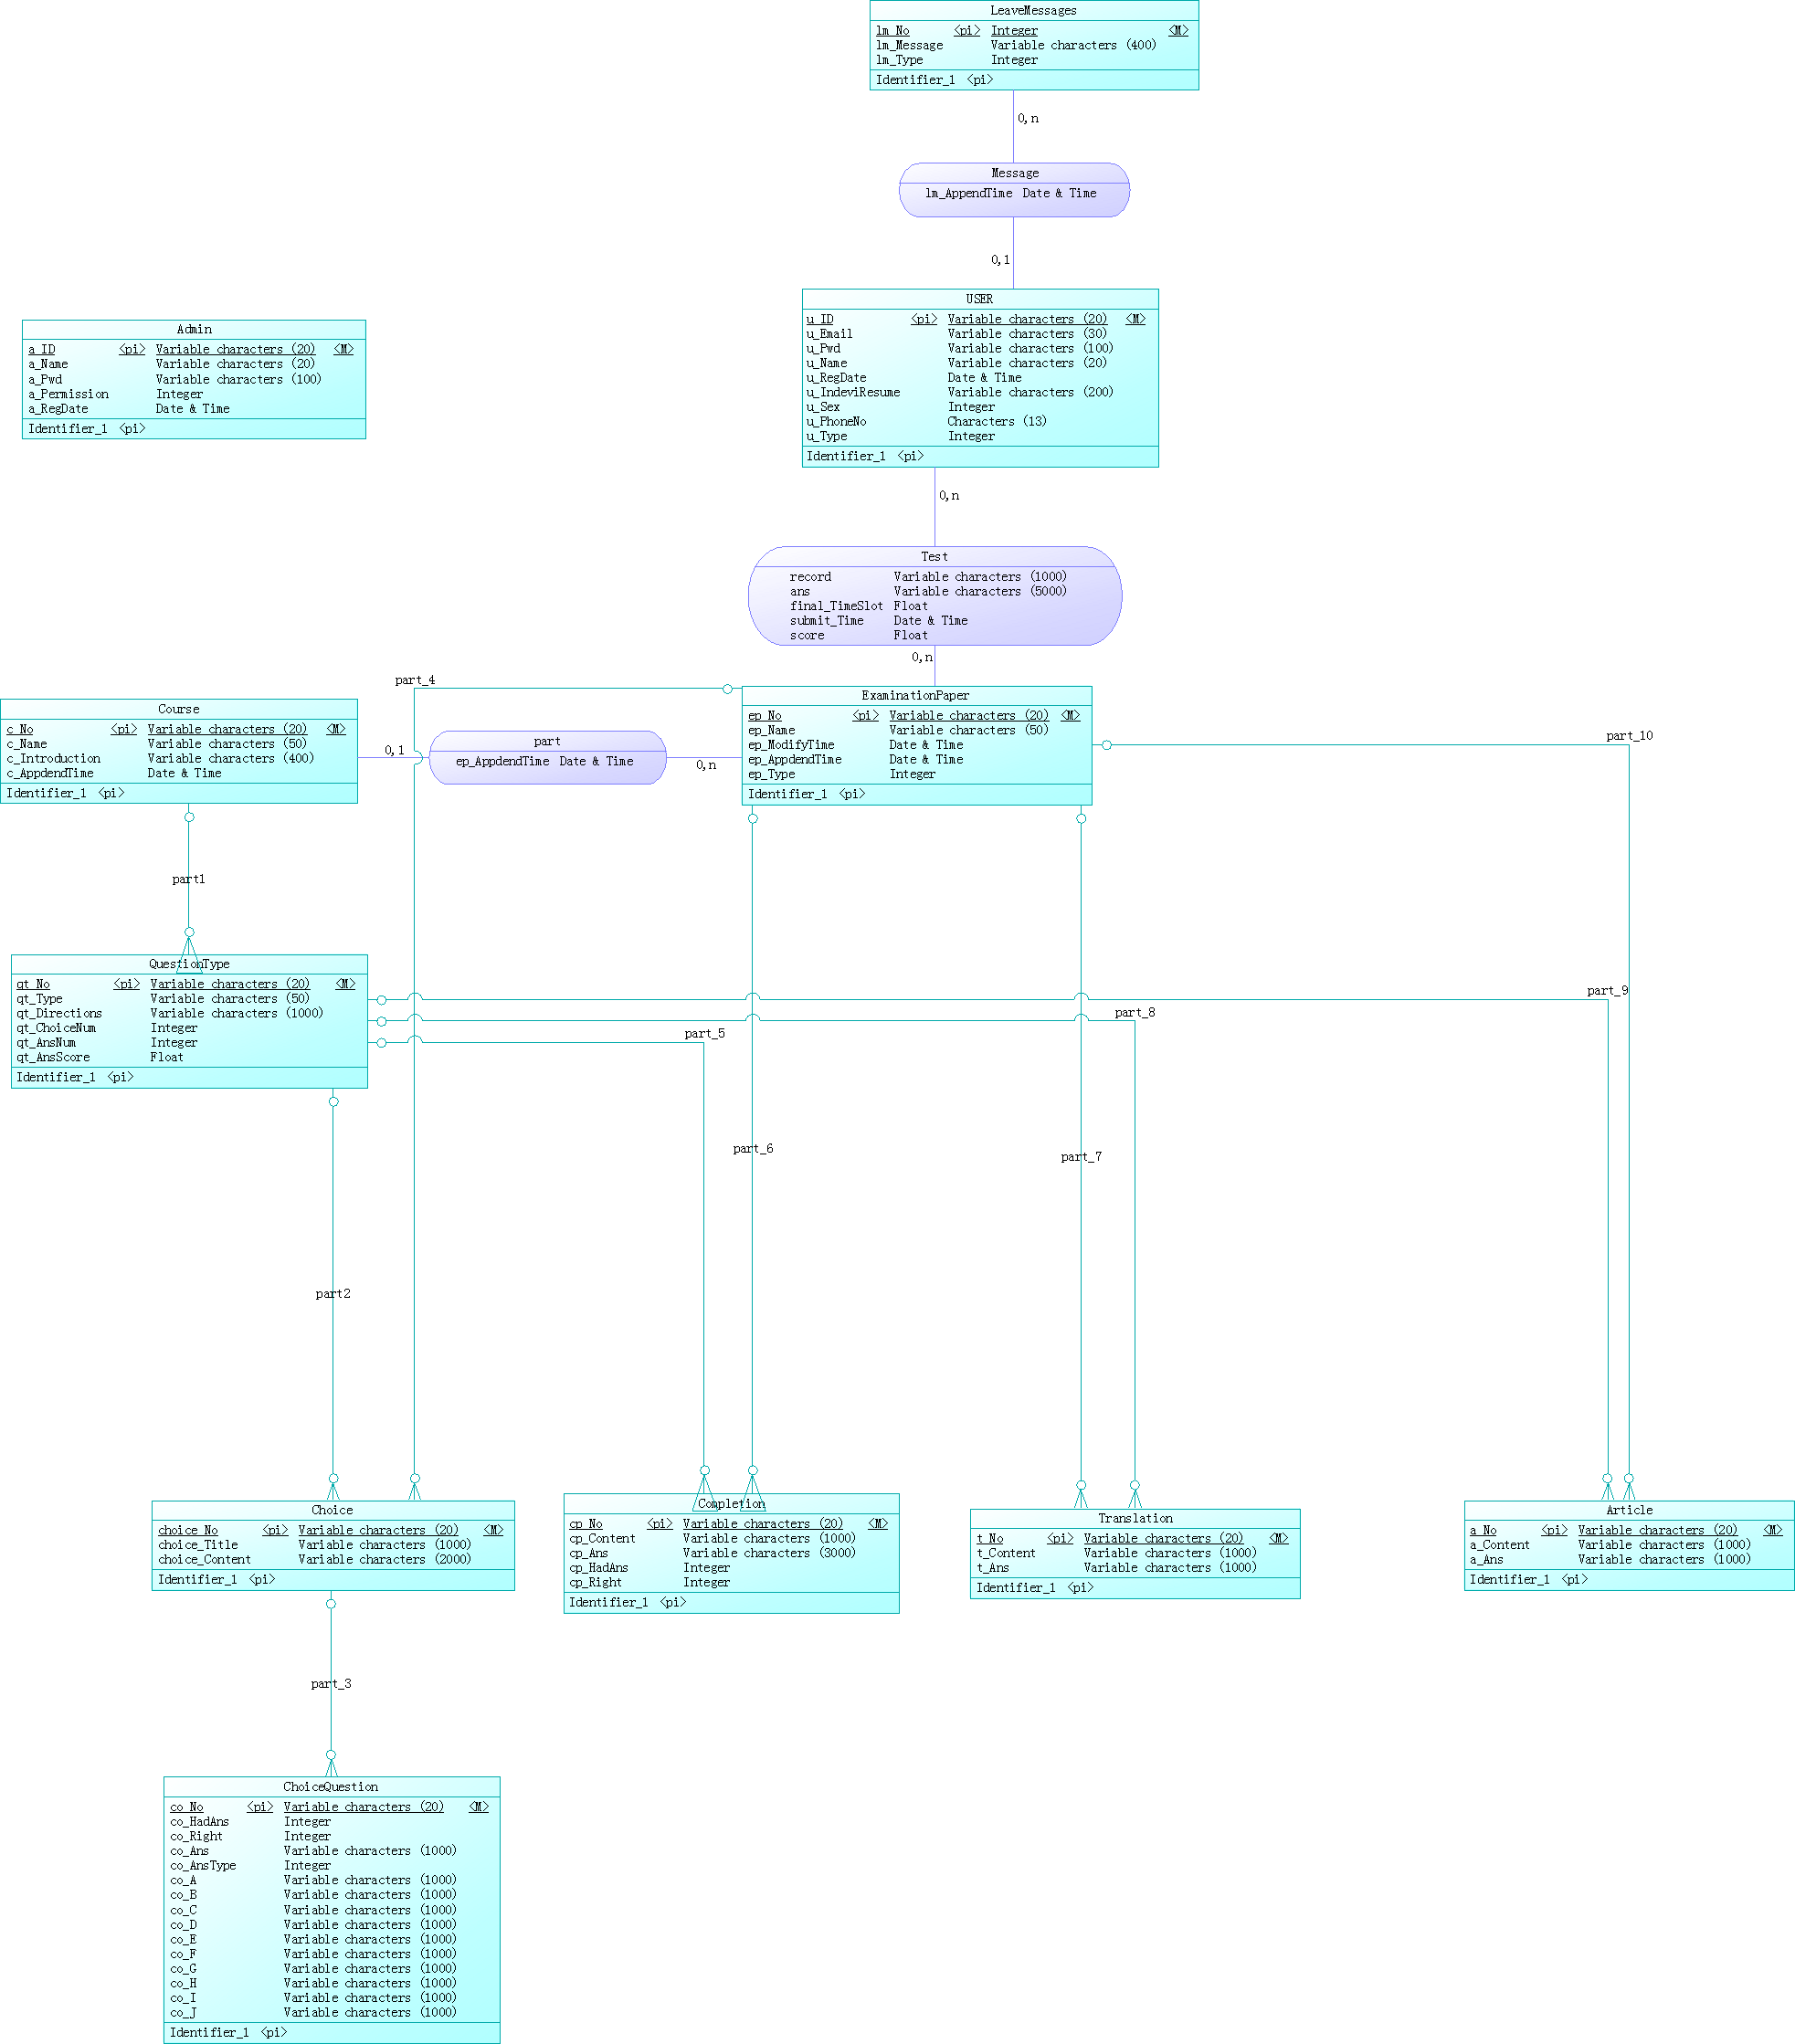 LeaveMessages
lm_No <pi> Integer <M>
lm_Message Variable characters (400)
lm_Type Integer
Identifier_1 <pi>
0,n
Message
lm_AppendTime Date & Time
0,1
USER
u_ID <pi> Variable characters (20) <M>
u_Email Variable characters (30)
u_Pwd Variable characters (100)
u_Name Variable characters (20)
u_RegDate Date & Time
u_IndeviResume Variable characters (200)
u_Sex Integer
u_PhoneNo Characters (13)
u_Type Integer
Identifier_1 <pi>
Admin
a_ID <pi> Variable characters (20) <M>
a_Name Variable characters (20)
a_Pwd Variable characters (100)
a_Permission Integer
a_RegDate Date & Time
Identifier_1 <pi>
0,n
Test
record Variable characters (1000)
ans Variable characters (5000)
final_TimeSlot Float
submit_Time Date & Time
score Float
0,n
part_4
Course
c_No <pi> Variable characters (20) <M>
c_Name Variable characters (50)
c_Introduction Variable characters (400)
c_AppdendTime Date & Time
Identifier_1 <pi>
0,1
part
ep_AppdendTime Date & Time
0,n
ExaminationPaper
ep_No <pi> Variable characters (20) <M>
ep_Name Variable characters (50)
ep_ModifyTime Date & Time
ep_AppdendTime Date & Time
ep_Type Integer
Identifier_1 <pi>
part_10
part1
QuestionType
qt_No <pi> Variable characters (20) <M>
qt_Type Variable characters (50)
qt_Directions Variable characters (1000)
qt_ChoiceNum Integer
qt_AnsNum Integer
qt_AnsScore Float
Identifier_1 <pi>
part_9
part_8
part_5
part_6
part_7
part2
Choice
choice_No <pi> Variable characters (20) <M>
choice_Title Variable characters (1000)
choice_Content Variable characters (2000)
Identifier_1 <pi>
Completion
cp_No <pi> Variable characters (20) <M>
cp_Content Variable characters (1000)
cp_Ans Variable characters (3000)
cp_HadAns Integer
cp_Right Integer
Identifier_1 <pi>
Translation
t_No <pi> Variable characters (20) <M>
t_Content Variable characters (1000)
t_Ans Variable characters (1000)
Identifier_1 <pi>
Article
a_No <pi> Variable characters (20) <M>
a_Content Variable characters (1000)
a_Ans Variable characters (1000)
Identifier_1 <pi>
part_3
ChoiceQuestion
co_No <pi> Variable characters (20) <M>
co_HadAns Integer
co_Right Integer
co_Ans Variable characters (1000)
co_AnsType Integer
co_A Variable characters (1000)
co_B Variable characters (1000)
co_C Variable characters (1000)
co_D Variable characters (1000)
co_E Variable characters (1000)
co_F Variable characters (1000)
co_G Variable characters (1000)
co_H Variable characters (1000)
co_I Variable characters (1000)
co_J Variable characters (1000)
Identifier_1 <pi>